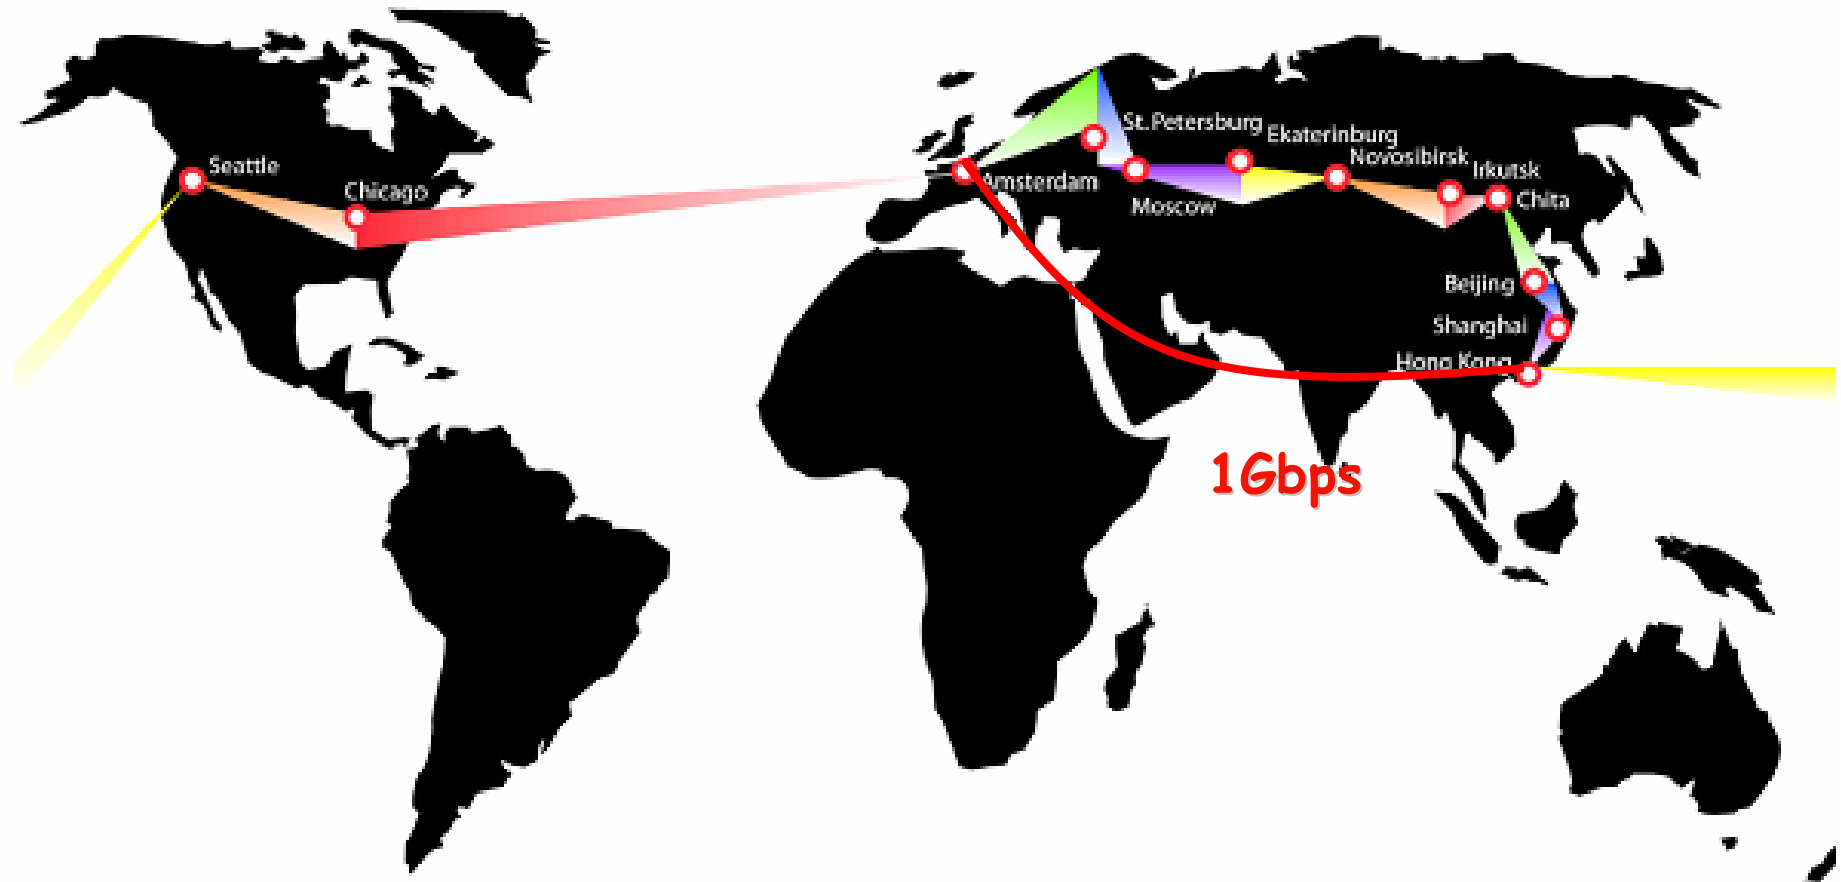 Seattle
Chicago
Amsterdam
St.Petersburg
Moscow
Ekaterinburg
Novosibirsk
Irkutsk
Chita
Beijing
Shanghai
Hong Kong
1Gbps